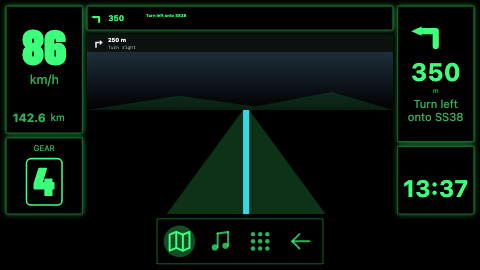 86
km/h
142.6 km
GEAR
4
350 Turn left onto SS38
250 m
Turn right
350
m
Turn left
onto SS38
13:37